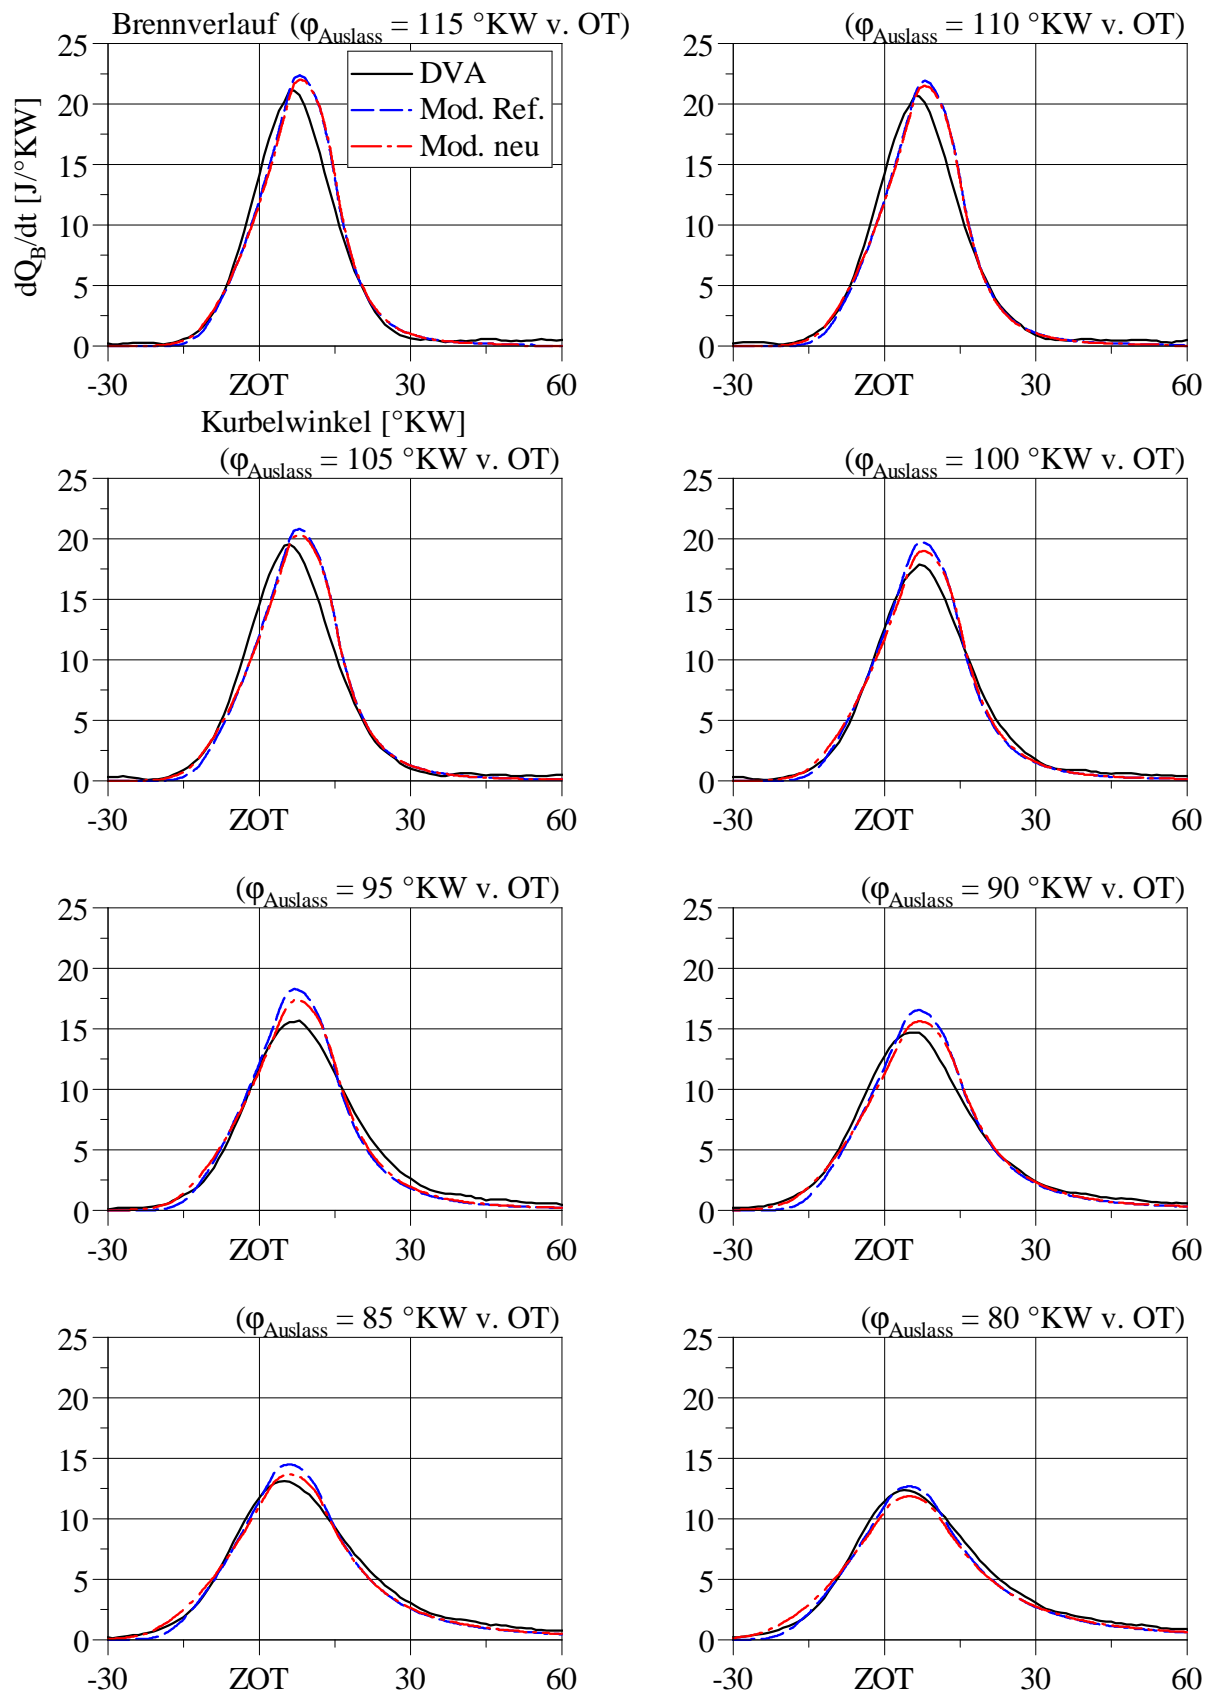 Brennverlauf (φAuslass = 115 °KW v. OT)
25
20
15
10
5
0
dQB/dt [J/°KW]
DVA
Mod. Ref.
Mod. neu
-30 ZOT 30 60
Kurbelwinkel [°KW]
(φAuslass = 110 °KW v. OT)
25
20
15
10
5
0
-30 ZOT 30 60
(φAuslass = 105 °KW v. OT)
25
20
15
10
5
0
-30 ZOT 30 60
(φAuslass = 100 °KW v. OT)
25
20
15
10
5
0
-30 ZOT 30 60
(φAuslass = 95 °KW v. OT)
25
20
15
10
5
0
-30 ZOT 30 60
(φAuslass = 90 °KW v. OT)
25
20
15
10
5
0
-30 ZOT 30 60
(φAuslass = 85 °KW v. OT)
25
20
15
10
5
0
-30 ZOT 30 60
(φAuslass = 80 °KW v. OT)
25
20
15
10
5
0
-30 ZOT 30 60